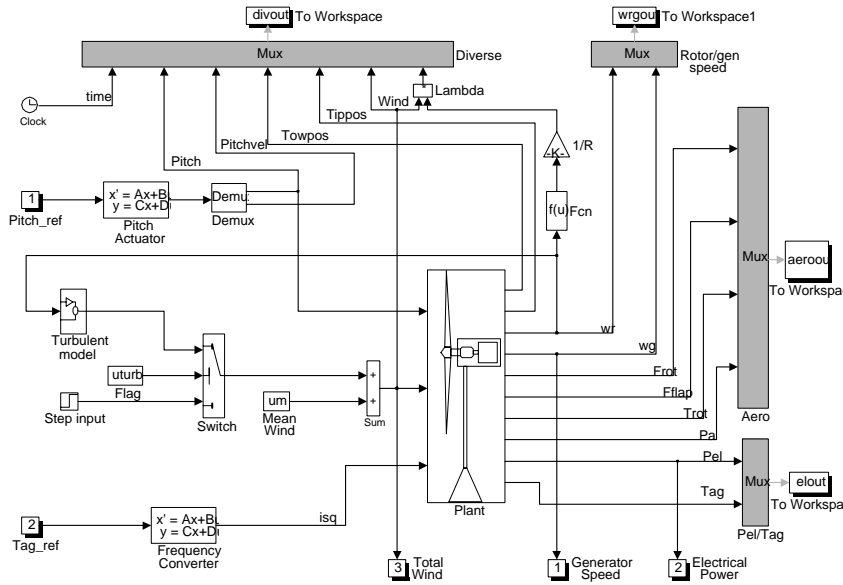 divout
To Workspace
wrgout
To Workspace1
Mux
Diverse
Mux
Rotor/gen
speed
time
Clock
Wind
Lambda
Tippos
Towpos
Pitchvel
Pitch
-K-
1/R
1
Pitch_ref
x' = Ax+Bu
y = Cx+Du
Pitch
Actuator
Demux
Demux
f(u)
Fcn
Mux
aeroou
To Workspace
Aero
Turbulent
model
uturb
Flag
Step input
Switch
um
Mean
Wind
+
+
Sum
wr
wg
Frot
Fflap
Trot
Pa
Pel
Tag
Plant
Mux
elout
To Workspace
Pel/Tag
isq
2
Tag_ref
x' = Ax+Bu
y = Cx+Du
Frequency
Converter
3
Total
Wind
1
Generator
Speed
2
Electrical
Power